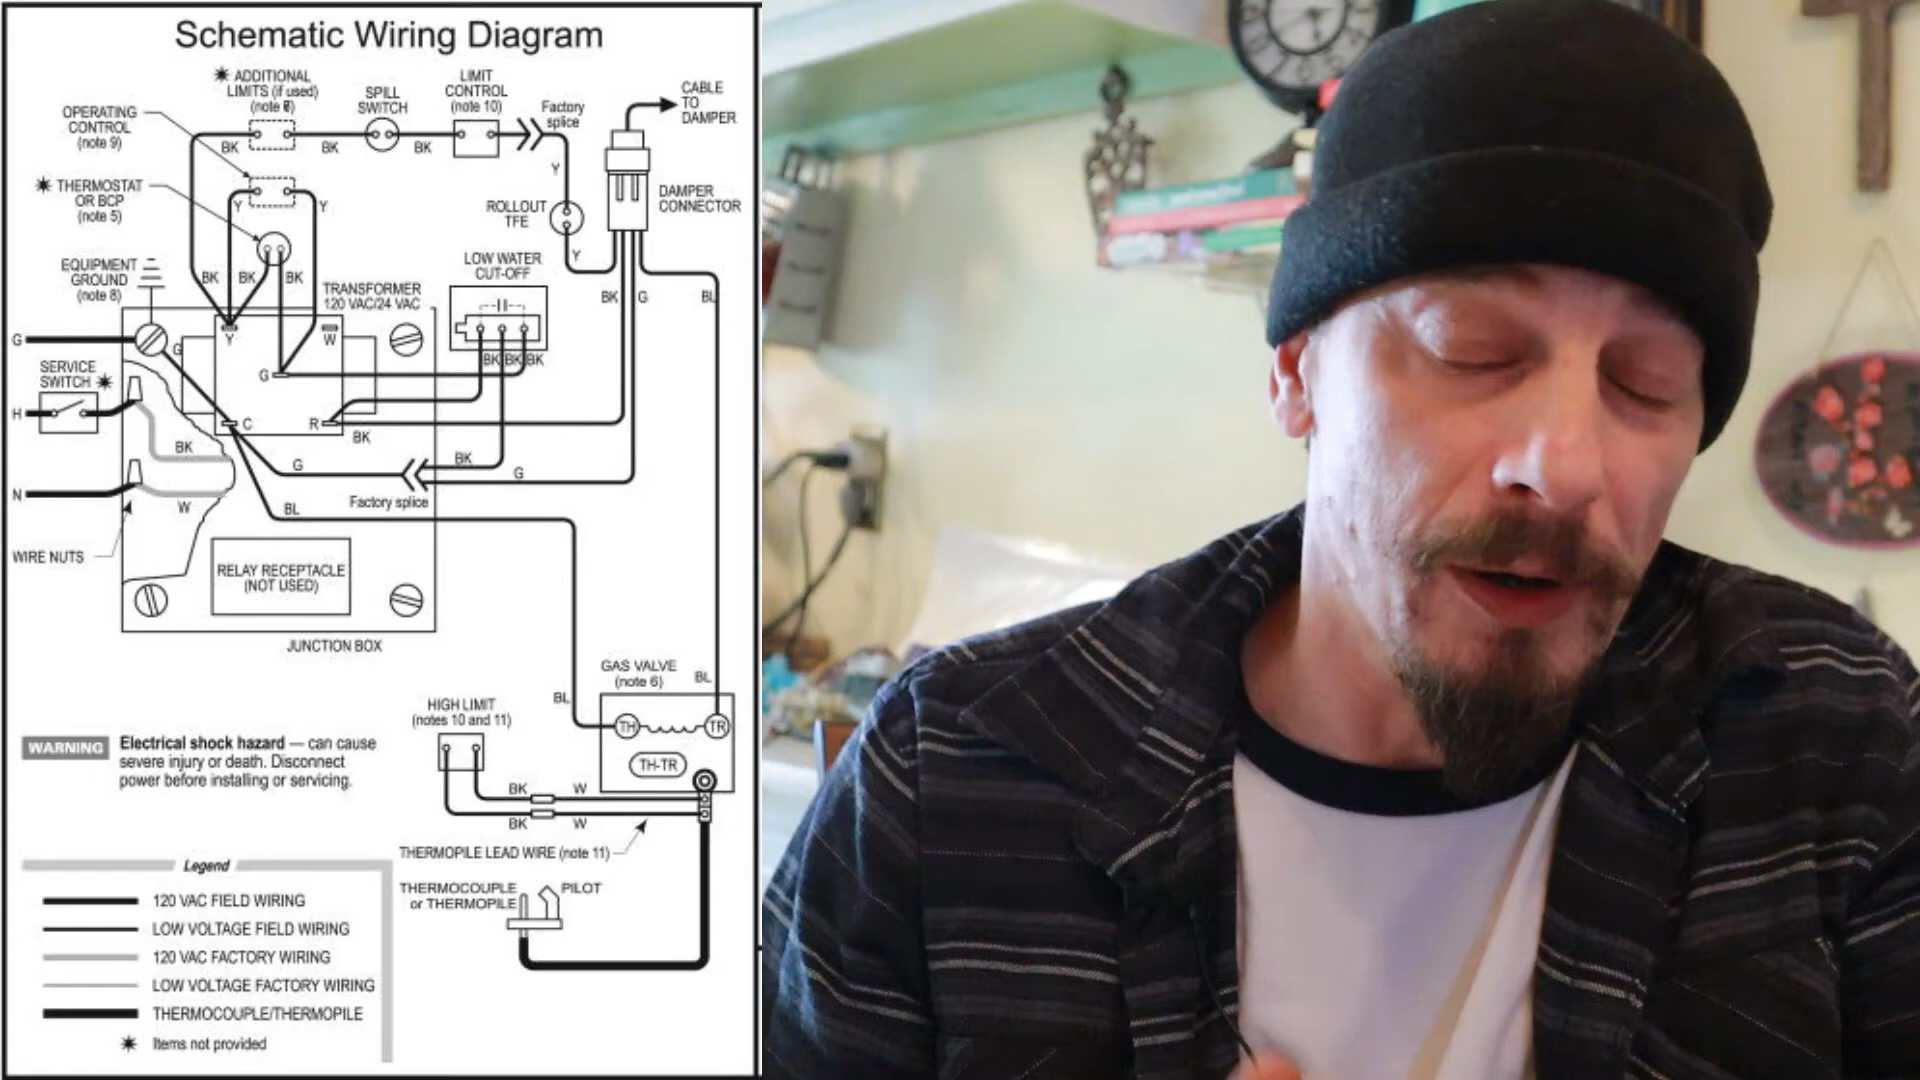 Schematic Wiring Diagram
✷ ADDITIONAL
LIMITS (if used)
SPILL
SWITCH
LIMIT
CONTROL
(note 10)
Factory
splice
CABLE
TO
DAMPER
OPERATING
CONTROL
(note 9)
BK
BK
BK
Y
✷ THERMOSTAT
OR BCP
(note 5)
Y
Y
ROLLOUT
TFE
DAMPER
CONNECTOR
EQUIPMENT
GROUND
(note 8)
BK
BK
BK
Y
LOW WATER
CUT-OFF
TRANSFORMER
120 VAC/24 VAC
BK
G
BL
G
G
Y
W
BK
BK
BK
SERVICE
SWITCH ✷
G
H
C
R
BK
BK
G
BK
G
N
W
BL
Factory splice
WIRE NUTS
RELAY RECEPTACLE
(NOT USED)
JUNCTION BOX
GAS VALVE
(note 6)
BL
BL
HIGH LIMIT
(notes 10 and 11)
TH
TR
TH-TR
WARNING
Electrical shock hazard — can cause
severe injury or death. Disconnect
power before installing or servicing.
BK
W
BK
W
THERMOPILE LEAD WIRE (note 11)
THERMOCOUPLE
or THERMOPILE
PILOT
Legend
120 VAC FIELD WIRING
LOW VOLTAGE FIELD WIRING
120 VAC FACTORY WIRING
LOW VOLTAGE FACTORY WIRING
THERMOCOUPLE/THERMOPILE
✷ Items not provided